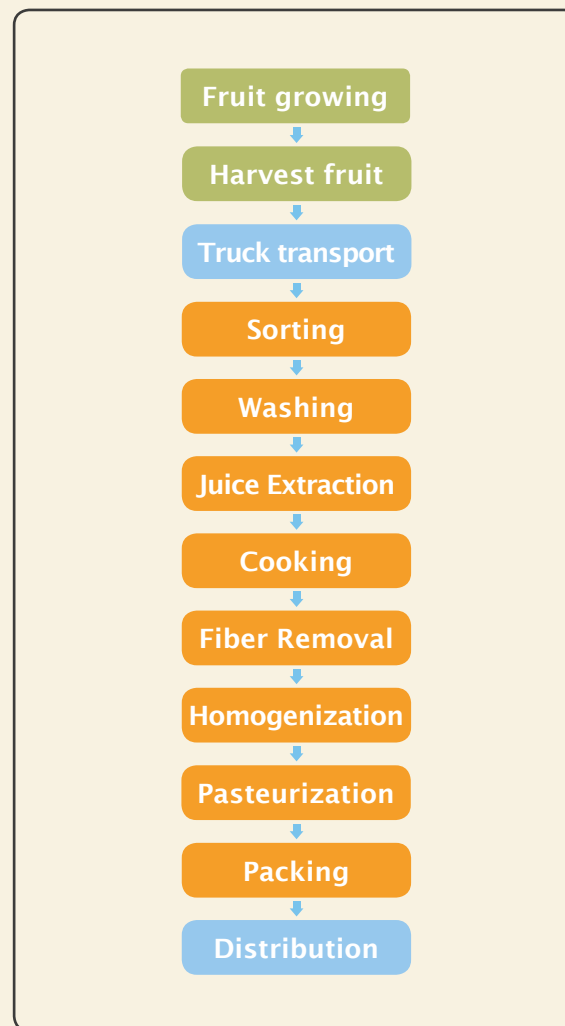 Fruit growing
Harvest fruit
Truck transport
Sorting
Washing
Juice Extraction
Cooking
Fiber Removal
Homogenization
Pasteurization
Packing
Distribution